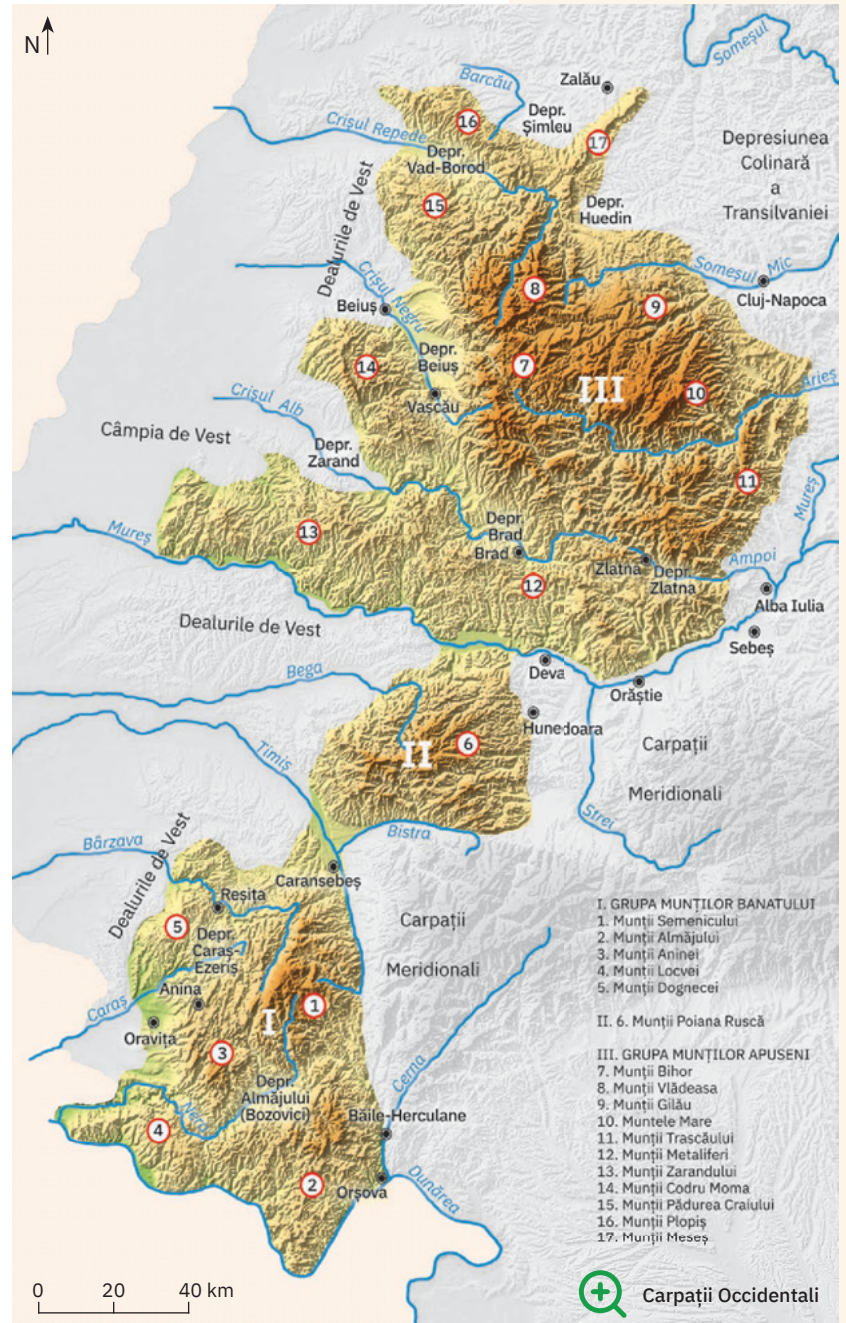 N
Someșul
Barcău
Zalău
16
Depr.
Șimleu
17
Crișul Repede
Depr.
Vad-Borod
Depresiunea
Colinară
a
Transilvaniei
Dealurile de Vest
15
Depr.
Huedin
Crișul Negru
8
Someșul Mic
9
Cluj-Napoca
Beiuș
Depr.
Beiuș
14
7
III
10
Arieș
Vașcău
Crișul Alb
Câmpia de Vest
Depr.
Zarand
11
Mureș
Mureș
13
Depr.
Brad
Brad
Zlatna
Depr.
Zlatna
Ampoi
12
Alba Iulia
Dealurile de Vest
Sebeș
Deva
Bega
Orăștie
Hunedoara
6
II
Timiș
Carpații
Meridionali
Strei
Bârzava
Bistra
Dealurile de Vest
Caransebeș
Reșița
5
Depr.
Caraș-
Ezeriș
Carpații
Meridionali
Anina
Caraș
1
I
Oravița
3
Depr.
Almăjului
(Bozovici)
Cerna
Nera
4
Băile-Herculane
2
Orșova
Dunărea
I. GRUPA MUNȚILOR BANATULUI
1. Munții Semenicului
2. Munții Almăjului
3. Munții Aninei
4. Munții Locvei
5. Munții Dognecei
II. 6. Munții Poiana Ruscă
III. GRUPA MUNȚILOR APUSENI
7. Munții Bihor
8. Munții Vlădeasa
9. Munții Gilău
10. Muntele Mare
11. Munții Trascăului
12. Munții Metaliferi
13. Munții Zarandului
14. Munții Codru Moma
15. Munții Pădurea Craiului
16. Munții Plopiș
17. Munții Meseș
0 20 40 km
Carpații Occidentali